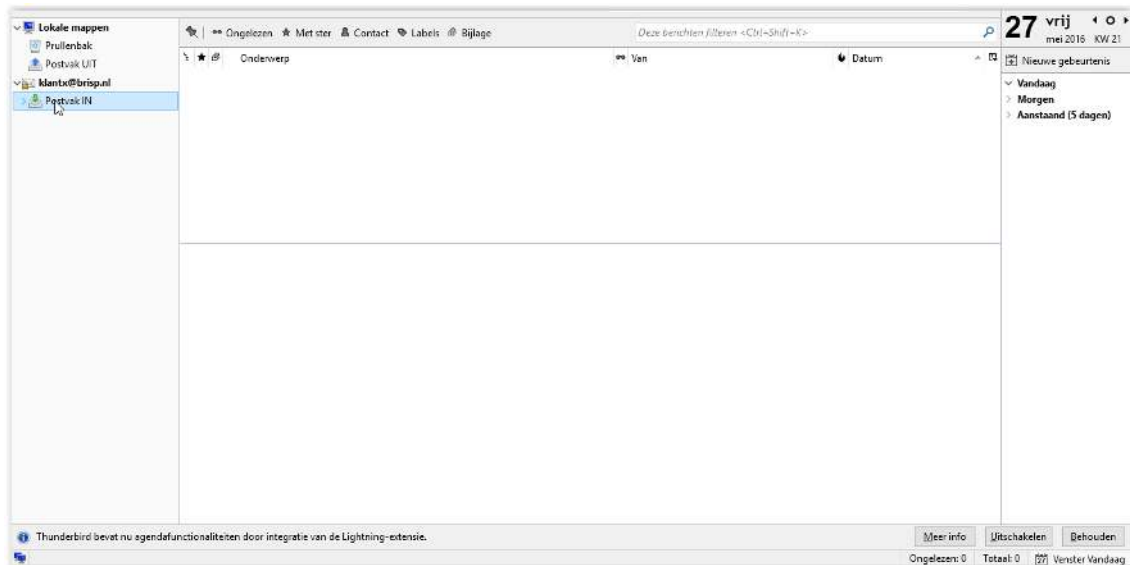 Lokale mappen
Prullenbak
Postvak UIT
klantx@brisp.nl
Postvak IN
Ongelezen Met ster Contact Labels Bijlage
Deze berichten filteren <Ctrl+Shift+K>
Onderwerp Van Datum
27 vrij
mei 2016 KW 21
Nieuwe gebeurtenis
Vandaag
Morgen
Aanstaand (5 dagen)
Thunderbird bevat nu agendafunctionaliteiten door integratie van de Lightning-extensie.
Meer info Uitschakelen Behouden
Ongelezen: 0 Totaal: 0 Venster Vandaag